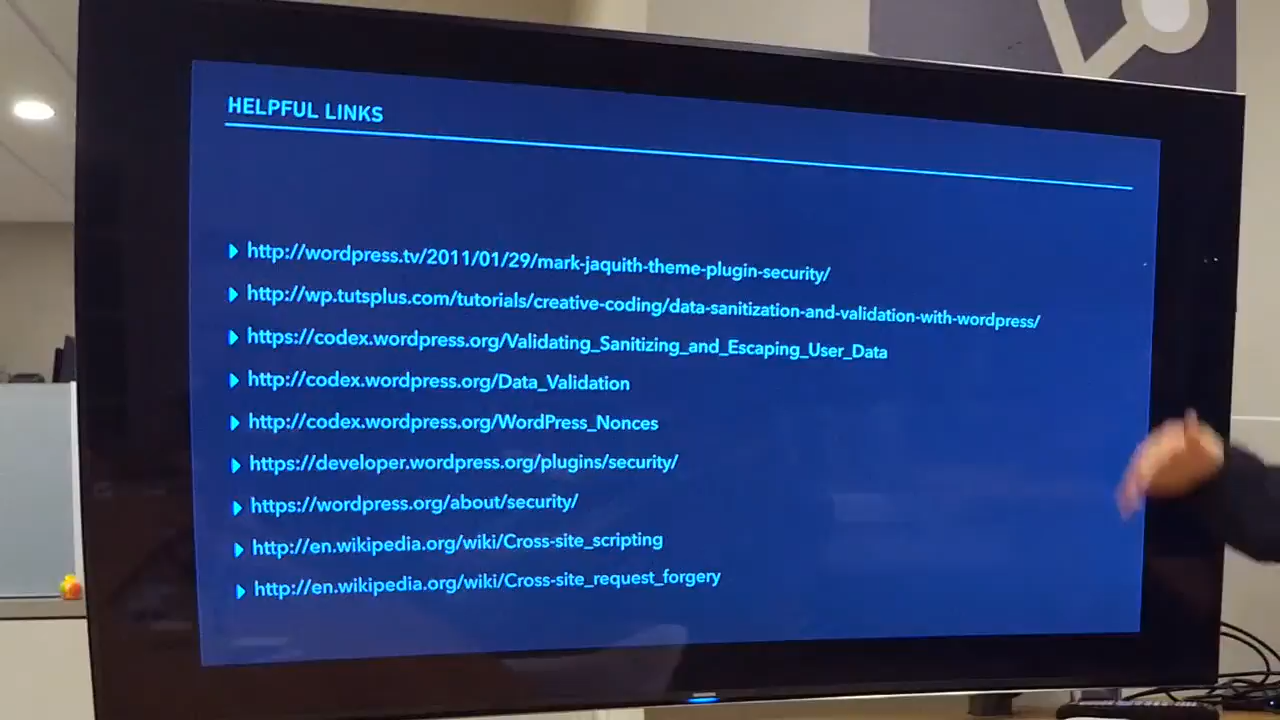 HELPFUL LINKS
http://wordpress.tv/2011/01/29/mark-jaquith-theme-plugin-security/
http://wp.tutsplus.com/tutorials/creative-coding/data-sanitization-and-validation-with-wordpress/
https://codex.wordpress.org/Validating_Sanitizing_and_Escaping_User_Data
http://codex.wordpress.org/Data_Validation
http://codex.wordpress.org/WordPress_Nonces
https://developer.wordpress.org/plugins/security/
https://wordpress.org/about/security/
http://en.wikipedia.org/wiki/Cross-site_scripting
http://en.wikipedia.org/wiki/Cross-site_request_forgery